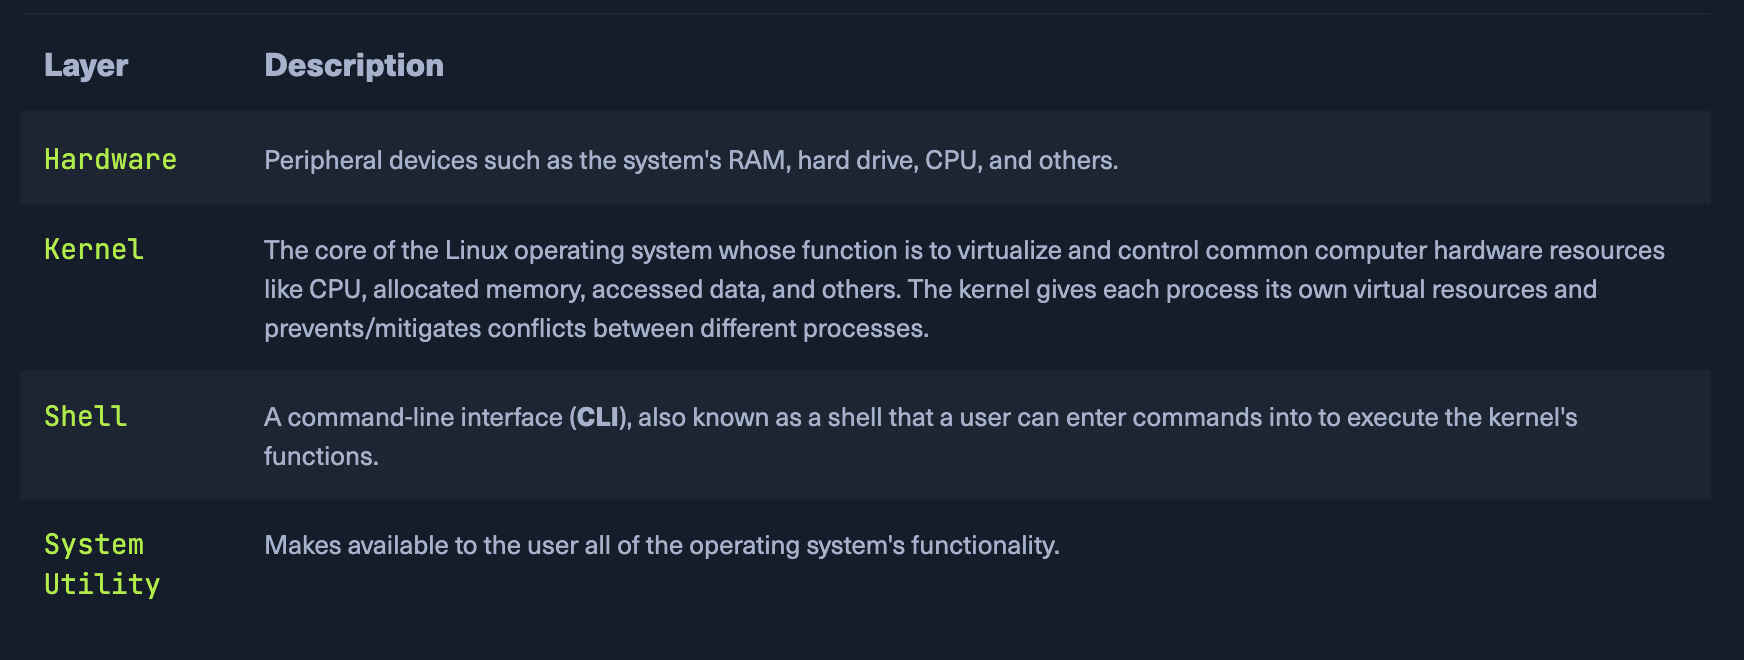 Layer Description
Hardware Peripheral devices such as the system's RAM, hard drive, CPU, and others.
Kernel The core of the Linux operating system whose function is to virtualize and control common computer hardware resources
like CPU, allocated memory, accessed data, and others. The kernel gives each process its own virtual resources and
prevents/mitigates conflicts between different processes.
Shell A command-line interface (CLI), also known as a shell that a user can enter commands into to execute the kernel's
functions.
System Makes available to the user all of the operating system's functionality.
Utility